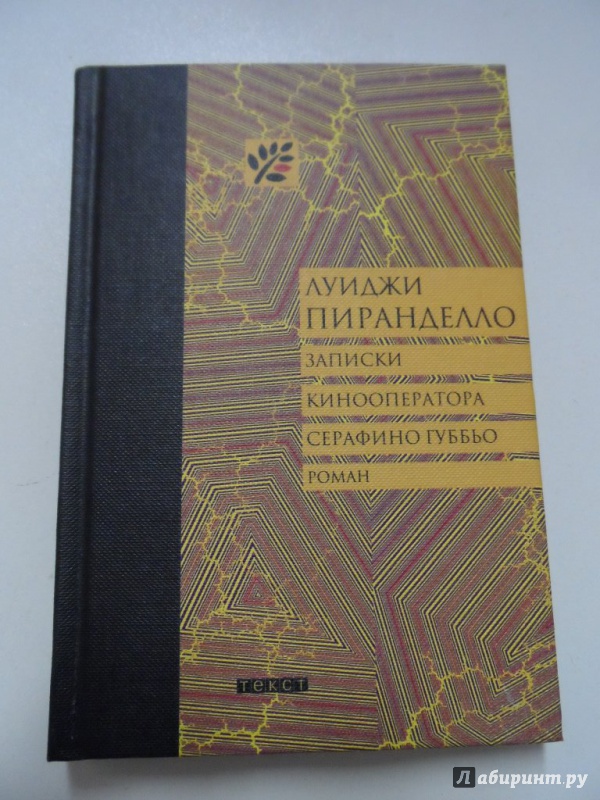 ЛУИДЖИ
ПИРАНДЕЛЛО
ЗАПИСКИ
КИНООПЕРАТОРА
СЕРАФИНО ГУББЬО
РОМАН
текст
Лабиринт.ру